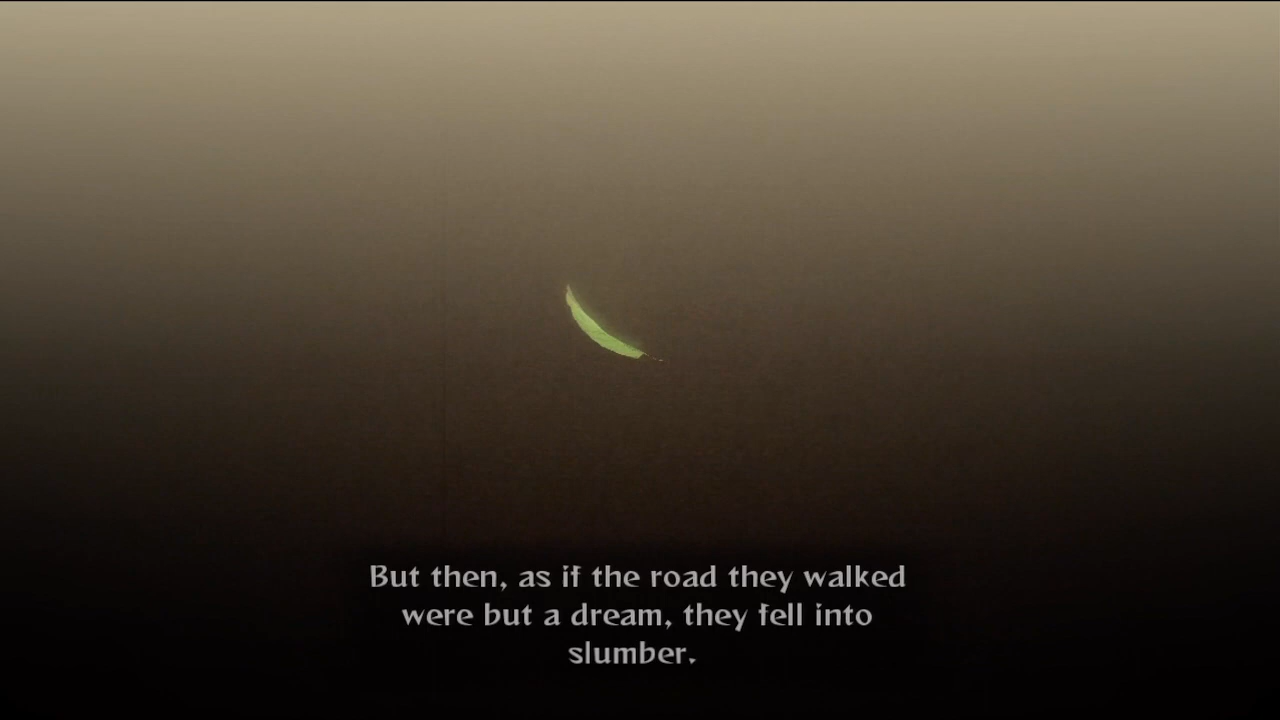 But then, as if the road they walked
were but a dream, they fell into
slumber.